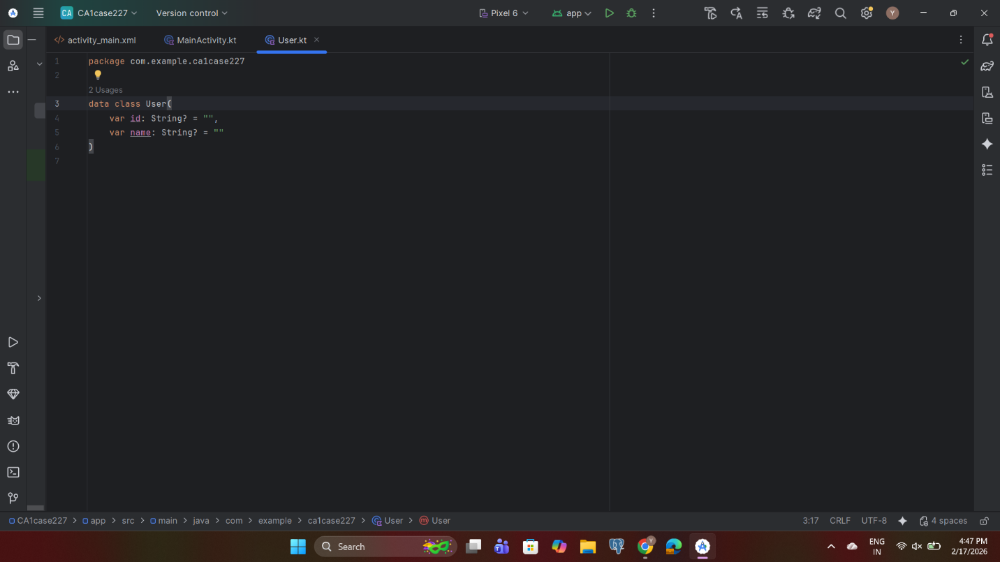 CA CA1case227 Version control Pixel 6 app Y
activity_main.xml MainActivity.kt User.kt
1 package com.example.ca1case227
2
2 Usages
3 data class User(
4 var id: String? = "",
5 var name: String? = ""
6 )
7
CA1case227 > app > src > main > java > com > example > ca1case227 > User > User 3:17 CRLF UTF-8 4 spaces
Search
ENG
IN
4:47 PM
2/17/2026